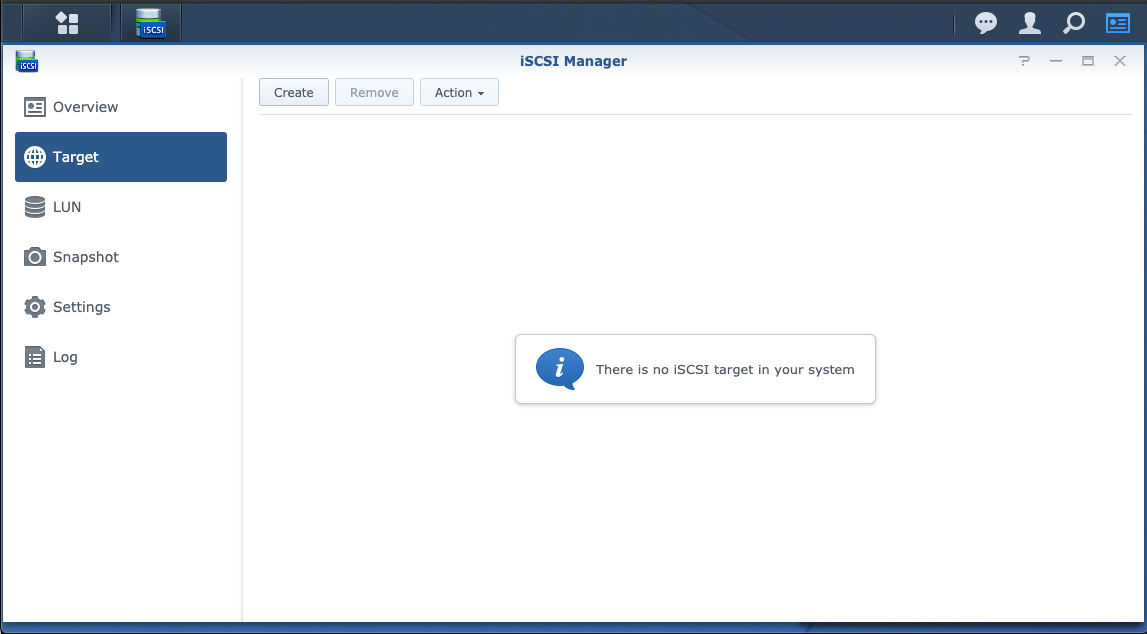 iSCSI
iSCSI
iSCSI Manager
Overview
Target
LUN
Snapshot
Settings
Log
Create
Remove
Action
i There is no iSCSI target in your system